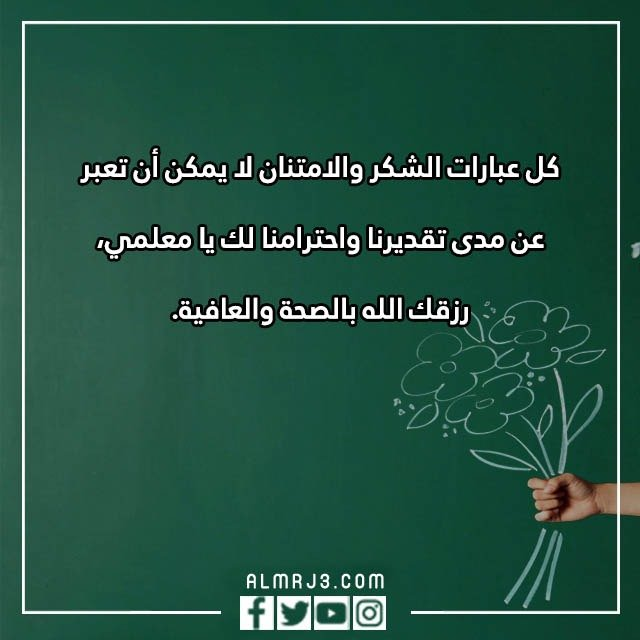 كل عبارات الشكر والامتنان لا يمكن أن تعبر
عن مدى تقديرنا واحترامنا لك يا معلمي،
رزقك الله بالصحة والعافية.
ALMRJ3.COM